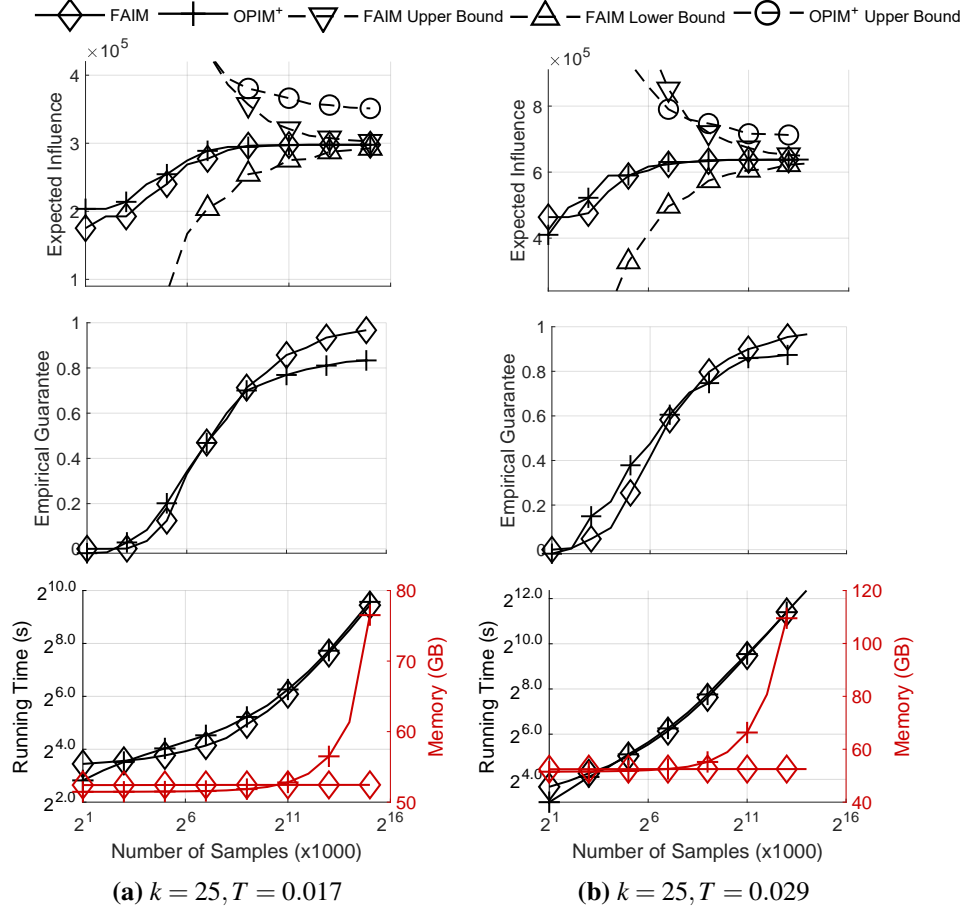 FAIM OPIM⁺ FAIM Upper Bound FAIM Lower Bound OPIM⁺ Upper Bound
×10⁵
4
3
2
1
Expected Influence
×10⁵
8
6
4
Expected Influence
1
0.8
0.6
0.4
0.2
0
Empirical Guarantee
1
0.8
0.6
0.4
0.2
0
Empirical Guarantee
2^10.0
2^8.0
2^6.0
2^4.0
2^2.0
Running Time (s)
80
70
60
50
Memory (GB)
2^1 2^6 2^11 2^16
Number of Samples (x1000)
2^12.0
2^10.0
2^8.0
2^6.0
2^4.0
Running Time (s)
120
100
80
60
40
Memory (GB)
2^1 2^6 2^11 2^16
Number of Samples (x1000)
(a) k = 25, T = 0.017
(b) k = 25, T = 0.029